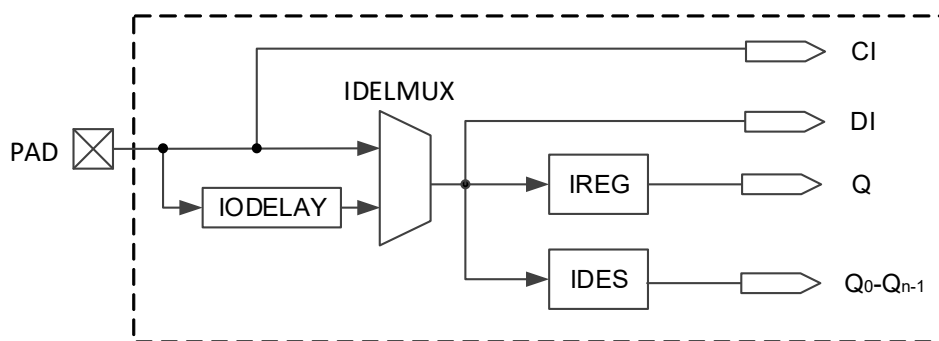 CI
IDELMUX
DI
PAD
IREG
Q
IODELAY
IDES
Q0-Qn-1